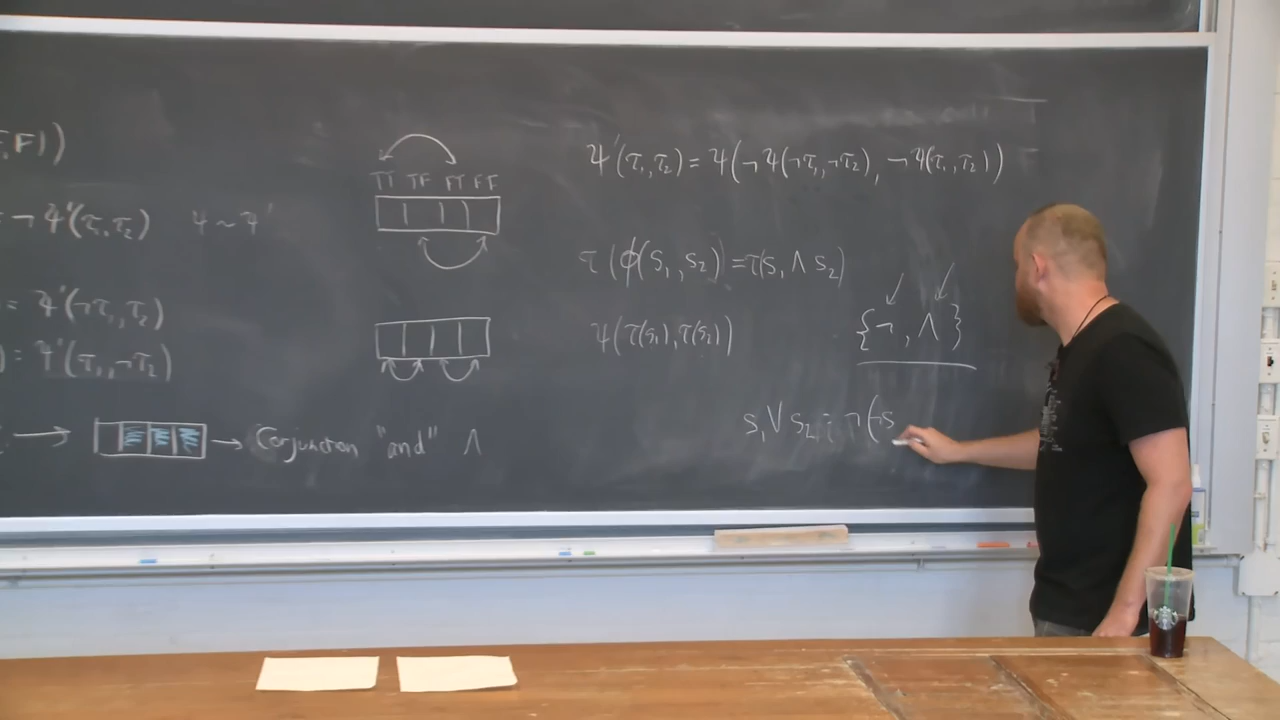 ,F))
¬Ψ'(τ₁,τ₂) Ψ ~ Ψ'
= Ψ'(¬τ₁,τ₂)
) = Ψ'(τ₁,¬τ₂)
→ → Conjunction "and" ∧
TT TF FT FF
Ψ'(τ₁,τ₂) = Ψ(¬Ψ(¬τ₁,¬τ₂), ¬Ψ(τ₁,τ₂))
τ(ϕ(S₁,S₂)) = τ(S₁ ∧ S₂)
Ψ(τ(S₁),τ(S₂))
{¬, ∧}
S₁ ∨ S₂ = ¬(¬S